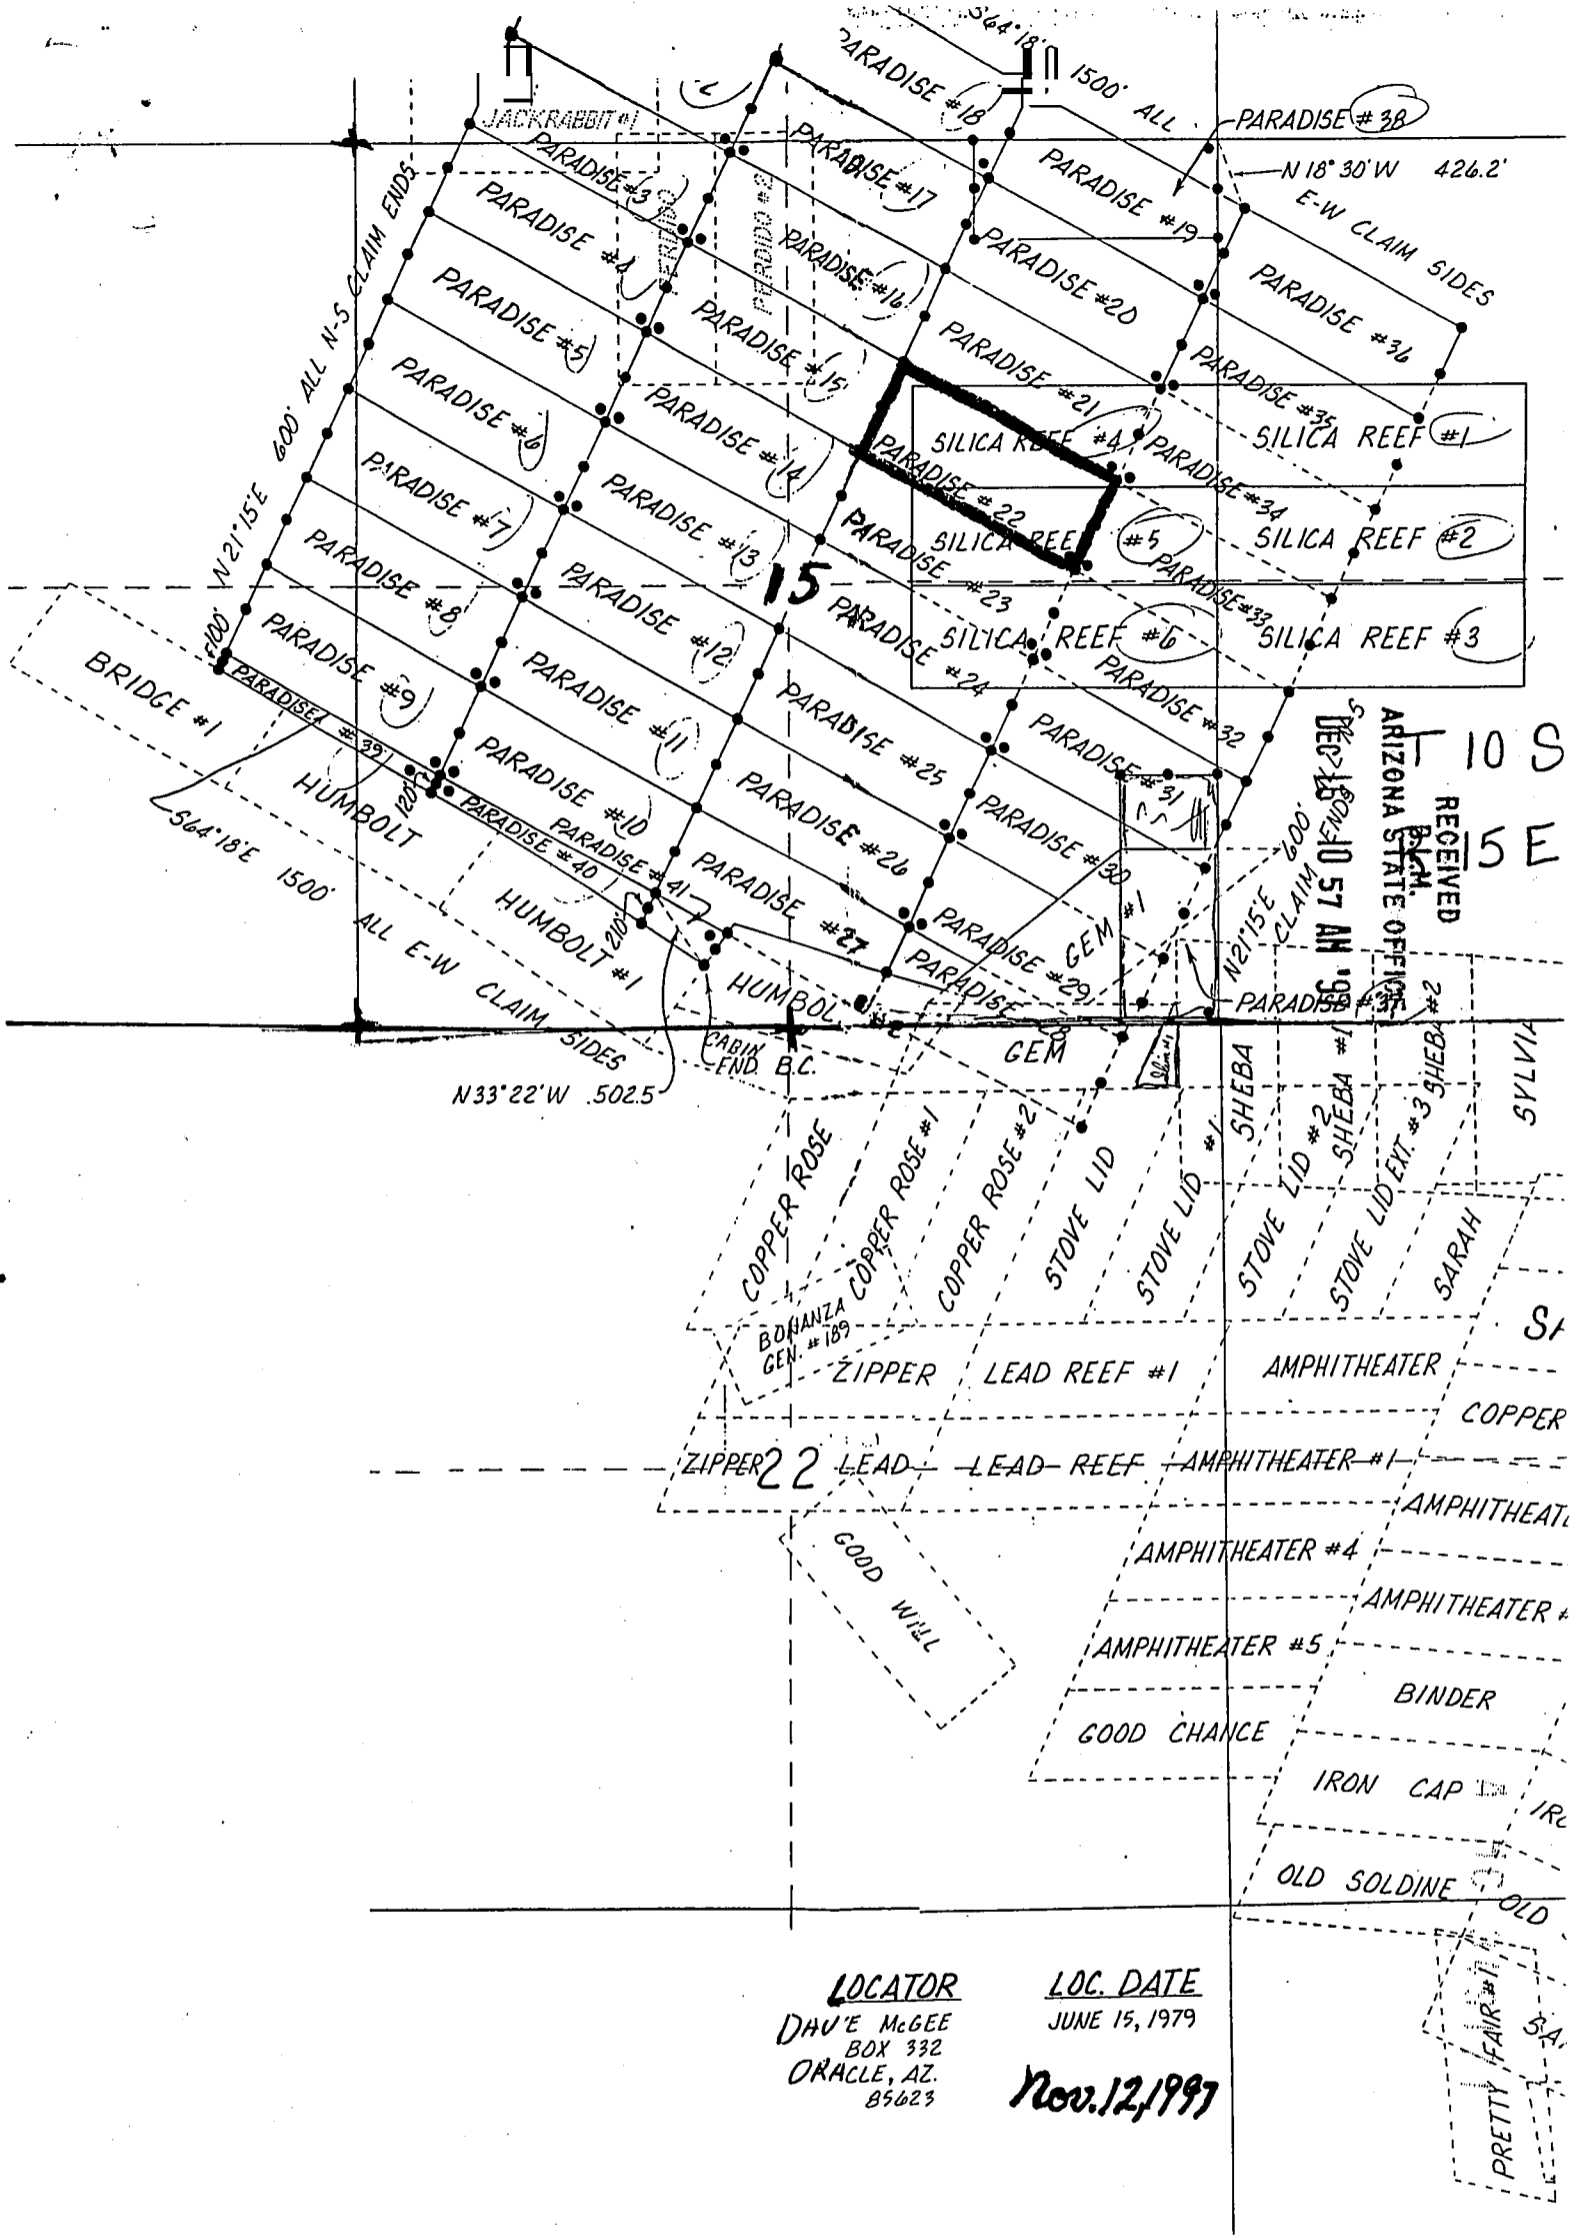 S64°18'
1500' ALL
PARADISE #18
PARADISE #38
JACKRABBIT #1
N 18° 30' W 426.2'
E-W CLAIM SIDES
PARADISE #3
PARADISE #17
PARADISE #19
PERDIDO #2
PARADISE #4
PARADISE #16
PARADISE #20
PARADISE #36
600' ALL N-S CLAIM ENDS
N 21°15'E
PARADISE #5
PARADISE #15
PARADISE #21
PARADISE #35
SILICA REEF #4
SILICA REEF #1
PARADISE #6
PARADISE #14
PARADISE #22
PARADISE #34
SILICA REEF #5
SILICA REEF #2
PARADISE #7
PARADISE #13
15
PARADISE #23
PARADISE #33
PARADISE #8
PARADISE #12
PARADISE #24
SILICA REEF #6
SILICA REEF #3
BRIDGE #1
PARADISE #9
PARADISE #11
PARADISE #25
PARADISE #32
PARADISE #39
HUMBOLT
120'
PARADISE #10
PARADISE #26
PARADISE #31
T 10 S
15 E
RECEIVED
B.L.M.
ARIZONA STATE OFFICE
10 57 AM
S64°18'E 1500' ALL E-W CLAIM SIDES
PARADISE #40
PARADISE #41
PARADISE #27
PARADISE #30
HUMBOLT #1
210'
GEM #1
N21°15'E
600'
CLAIM ENDS
PARADISE #29
PARADISE #28
PARADISE #37
HUMBOLT #2
CABIN
END. B.C.
N33°22'W 502.5
GEM
SHEBA
SHEBA #1
SHEBA #2
SYLVIA
COPPER ROSE
COPPER ROSE #1
COPPER ROSE #2
STOVE LID
STOVE LID #1
STOVE LID #2
STOVE LID EXT. #3
SARAH
BONANZA
GEN. #189
ZIPPER
LEAD REEF #1
AMPHITHEATER
COPPER
ZIPPER
22
LEAD
LEAD REEF
AMPHITHEATER #1
AMPHITHEAT
GOOD WILL
AMPHITHEATER #4
AMPHITHEATER #
AMPHITHEATER #5
BINDER
GOOD CHANCE
IRON CAP
OLD SOLDINE
OLD
PRETTY FAIR #1
LOCATOR
DAVE McGEE
BOX 332
ORACLE, AZ.
85623
LOC. DATE
JUNE 15, 1979
Nov. 12, 1997